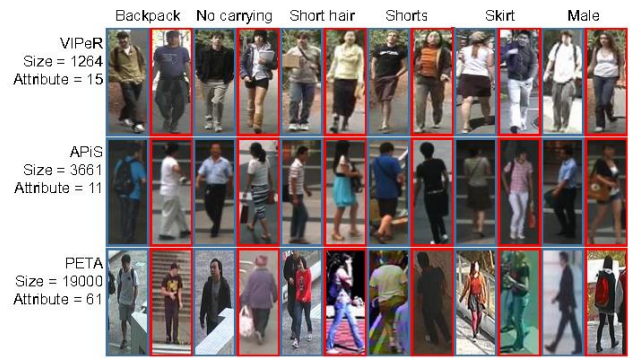 Backpack No carrying Short hair Shorts Skirt Male
VIPeR
Size = 1264
Attribute = 15
APiS
Size = 3661
Attribute = 11
PETA
Size = 19000
Attribute = 61